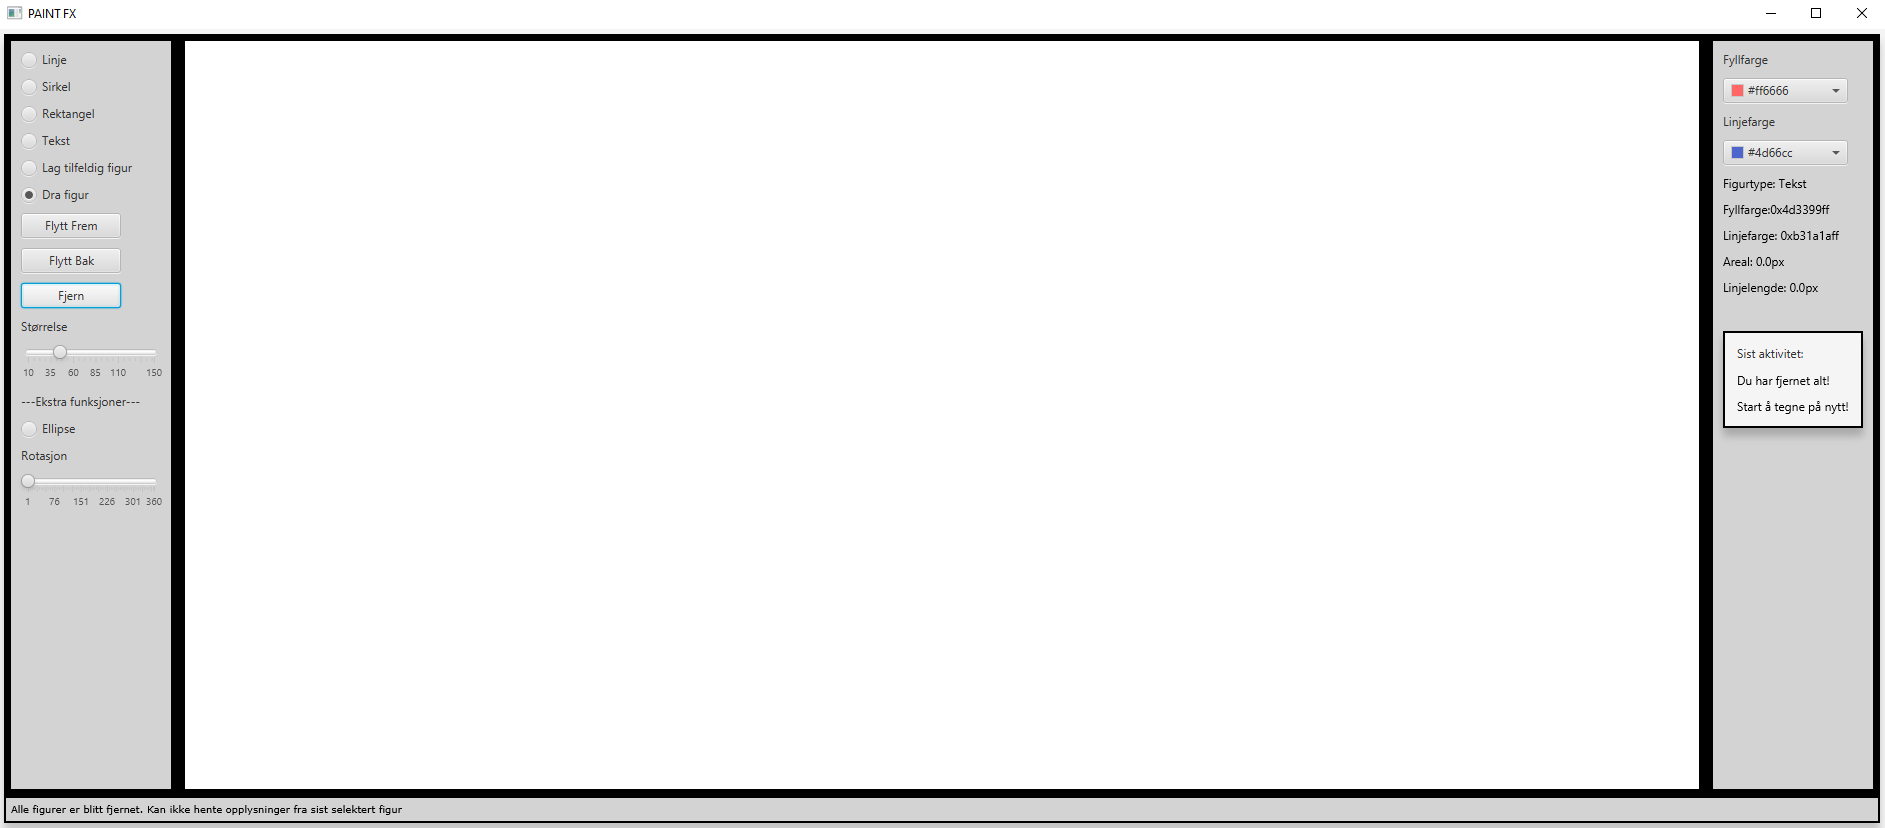 PAINT FX
Linje
Sirkel
Rektangel
Tekst
Lag tilfeldig figur
Dra figur
Flytt Frem
Flytt Bak
Fjern
Størrelse
10 35 60 85 110 150
---Ekstra funksjoner---
Ellipse
Rotasjon
1 76 151 226 301 360
Fyllfarge
#ff6666
Linjefarge
#4d66cc
Figurtype: Tekst
Fyllfarge:0x4d3399ff
Linjefarge: 0xb31a1aff
Areal: 0.0px
Linjelengde: 0.0px
Sist aktivitet:
Du har fjernet alt!
Start å tegne på nytt!
Alle figurer er blitt fjernet. Kan ikke hente opplysninger fra sist selektert figur